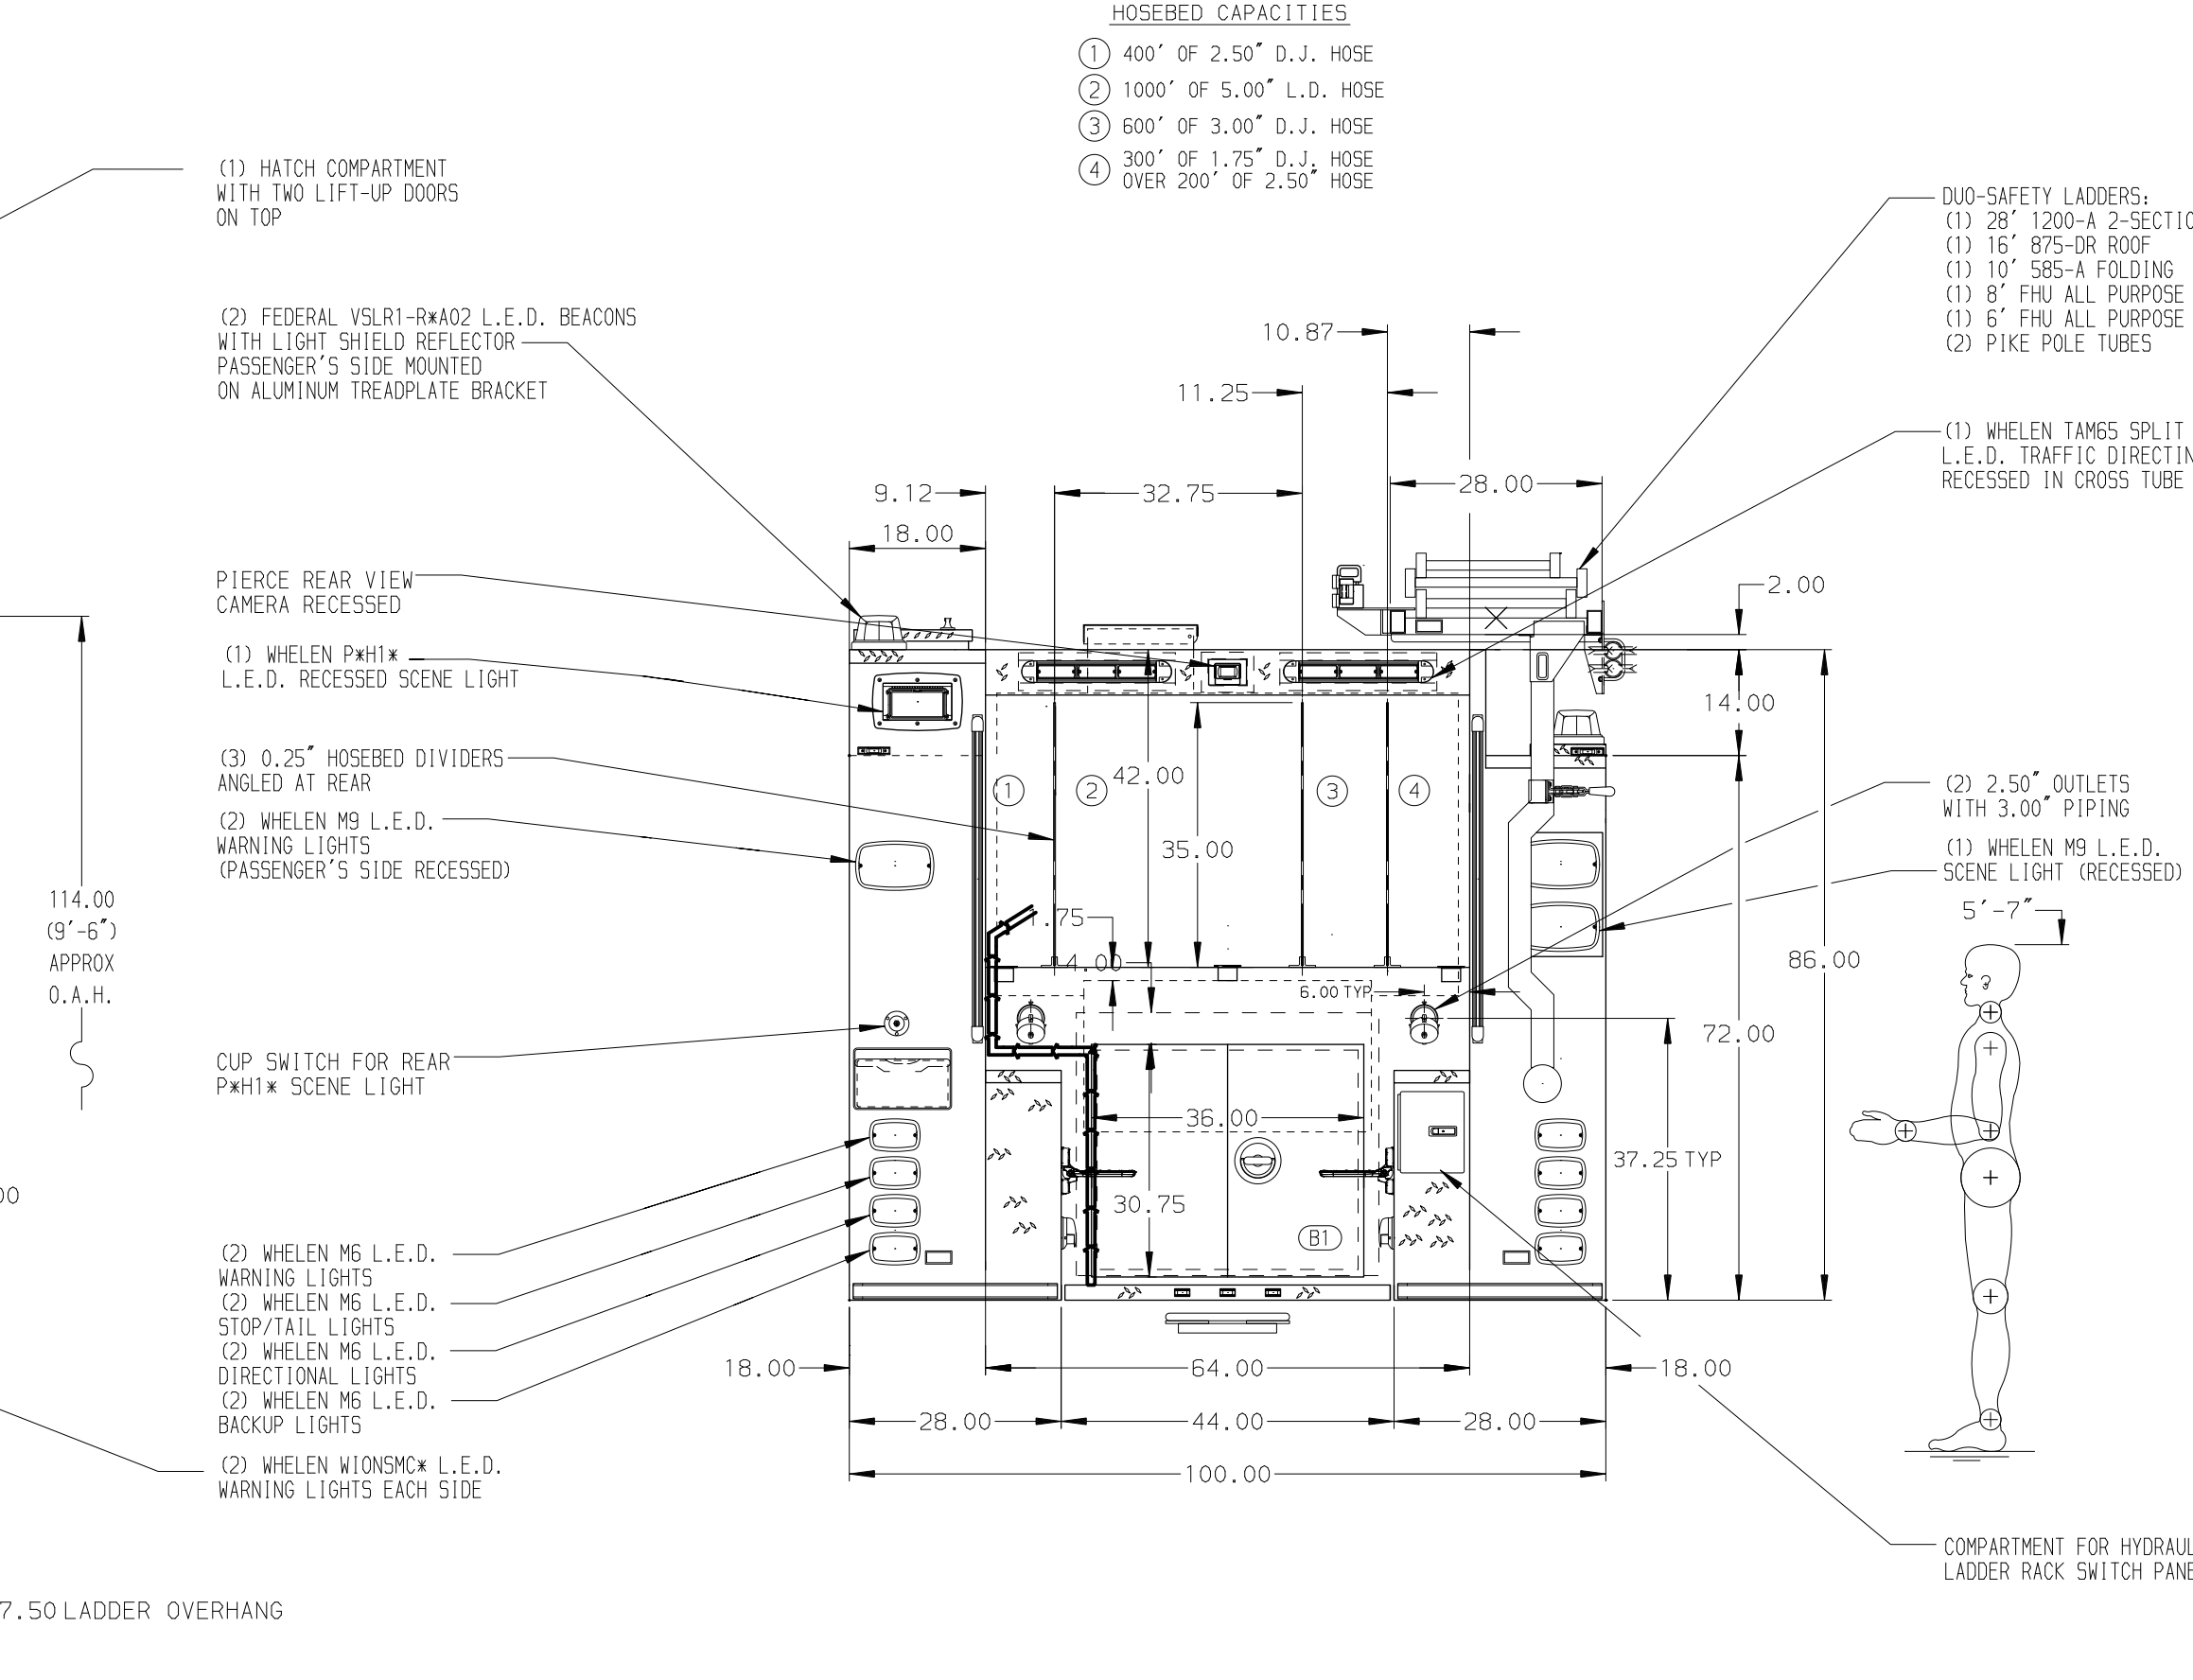 HOSEBED CAPACITIES
1 400' OF 2.50" D.J. HOSE
2 1000' OF 5.00" L.D. HOSE
3 600' OF 3.00" D.J. HOSE
4 300' OF 1.75" D.J. HOSE
OVER 200' OF 2.50" HOSE
(1) HATCH COMPARTMENT
WITH TWO LIFT-UP DOORS
ON TOP
(2) FEDERAL VSLR1-R*A02 L.E.D. BEACONS
WITH LIGHT SHIELD REFLECTOR
PASSENGER'S SIDE MOUNTED
ON ALUMINUM TREADPLATE BRACKET
PIERCE REAR VIEW
CAMERA RECESSED
(1) WHELEN P*H1*
L.E.D. RECESSED SCENE LIGHT
(3) 0.25" HOSEBED DIVIDERS
ANGLED AT REAR
(2) WHELEN M9 L.E.D.
WARNING LIGHTS
(PASSENGER'S SIDE RECESSED)
114.00
(9'-6")
APPROX
O.A.H.
CUP SWITCH FOR REAR
P*H1* SCENE LIGHT
00
(2) WHELEN M6 L.E.D.
WARNING LIGHTS
(2) WHELEN M6 L.E.D.
STOP/TAIL LIGHTS
(2) WHELEN M6 L.E.D.
DIRECTIONAL LIGHTS
(2) WHELEN M6 L.E.D.
BACKUP LIGHTS
(2) WHELEN WIONSMC* L.E.D.
WARNING LIGHTS EACH SIDE
7.50 LADDER OVERHANG
10.87
11.25
9.12
32.75
28.00
18.00
2.00
14.00
1
2
42.00
3
4
35.00
1.75
4.00
6.00 TYP
86.00
72.00
36.00
37.25 TYP
30.75
B1
18.00
64.00
18.00
28.00
44.00
28.00
100.00
DUO-SAFETY LADDERS:
(1) 28' 1200-A 2-SECTIO
(1) 16' 875-DR ROOF
(1) 10' 585-A FOLDING
(1) 8' FHU ALL PURPOSE
(1) 6' FHU ALL PURPOSE
(2) PIKE POLE TUBES
(1) WHELEN TAM65 SPLIT
L.E.D. TRAFFIC DIRECTIN
RECESSED IN CROSS TUBE
(2) 2.50" OUTLETS
WITH 3.00" PIPING
(1) WHELEN M9 L.E.D.
SCENE LIGHT (RECESSED)
5'-7"
COMPARTMENT FOR HYDRAUL
LADDER RACK SWITCH PANE